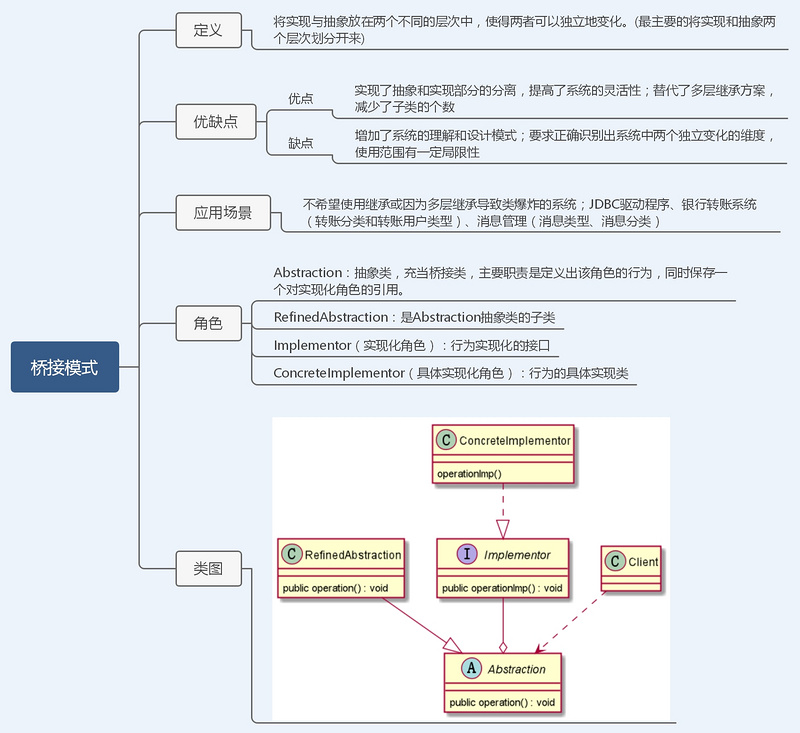 定义
将实现与抽象放在两个不同的层次中，使得两者可以独立地变化。(最主要的将实现和抽象两
个层次划分开来)
优缺点
优点
实现了抽象和实现部分的分离，提高了系统的灵活性；替代了多层继承方案，
减少了子类的个数
缺点
增加了系统的理解和设计模式；要求正确识别出系统中两个独立变化的维度，
使用范围有一定局限性
应用场景
不希望使用继承或因为多层继承导致类爆炸的系统；JDBC驱动程序、银行转账系统
（转账分类和转账用户类型）、消息管理（消息类型、消息分类）
桥接模式
角色
Abstraction：抽象类，充当桥接类，主要职责是定义出该角色的行为，同时保存一
个对实现化角色的引用。
RefinedAbstraction：是Abstraction抽象类的子类
Implementor（实现化角色）：行为实现化的接口
ConcreteImplementor（具体实现化角色）：行为的具体实现类
类图
C ConcreteImplementor
operationImp()
C RefinedAbstraction
public operation() : void
I Implementor
public operationImp() : void
C Client
A Abstraction
public operation() : void